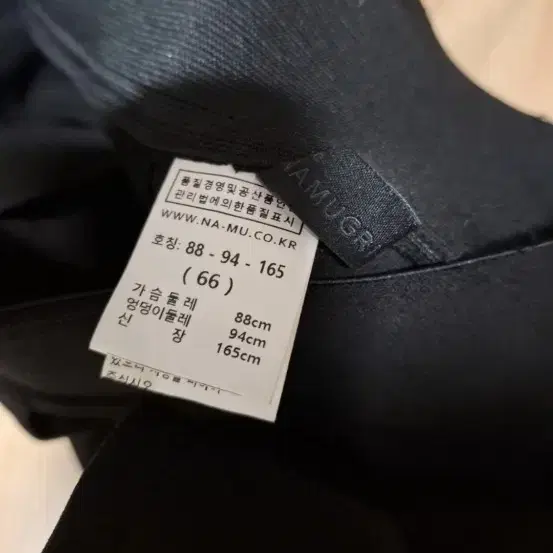 품질경영및공산품안
관리법에의한품질표시
WWW.NA-MU.CO.KR
호칭: 88 - 94 - 165
( 66 )
가 슴 둘 레 88cm
엉덩이둘레 94cm
신 장 165cm
NAMUGR